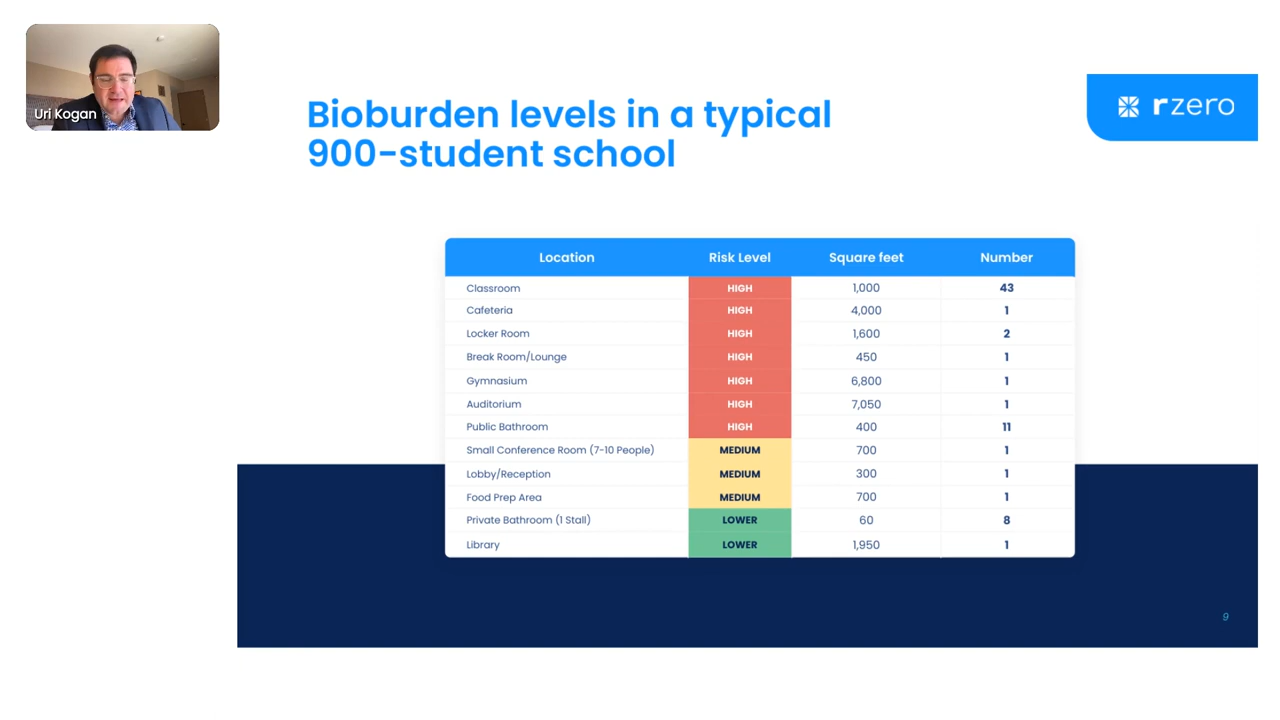 Uri Kogan
Bioburden levels in a typical
900-student school
rzero
Location Risk Level Square feet Number
Classroom HIGH 1,000 43
Cafeteria HIGH 4,000 1
Locker Room HIGH 1,600 2
Break Room/Lounge HIGH 450 1
Gymnasium HIGH 6,800 1
Auditorium HIGH 7,050 1
Public Bathroom HIGH 400 11
Small Conference Room (7-10 People) MEDIUM 700 1
Lobby/Reception MEDIUM 300 1
Food Prep Area MEDIUM 700 1
Private Bathroom (1 Stall) LOWER 60 8
Library LOWER 1,950 1
9